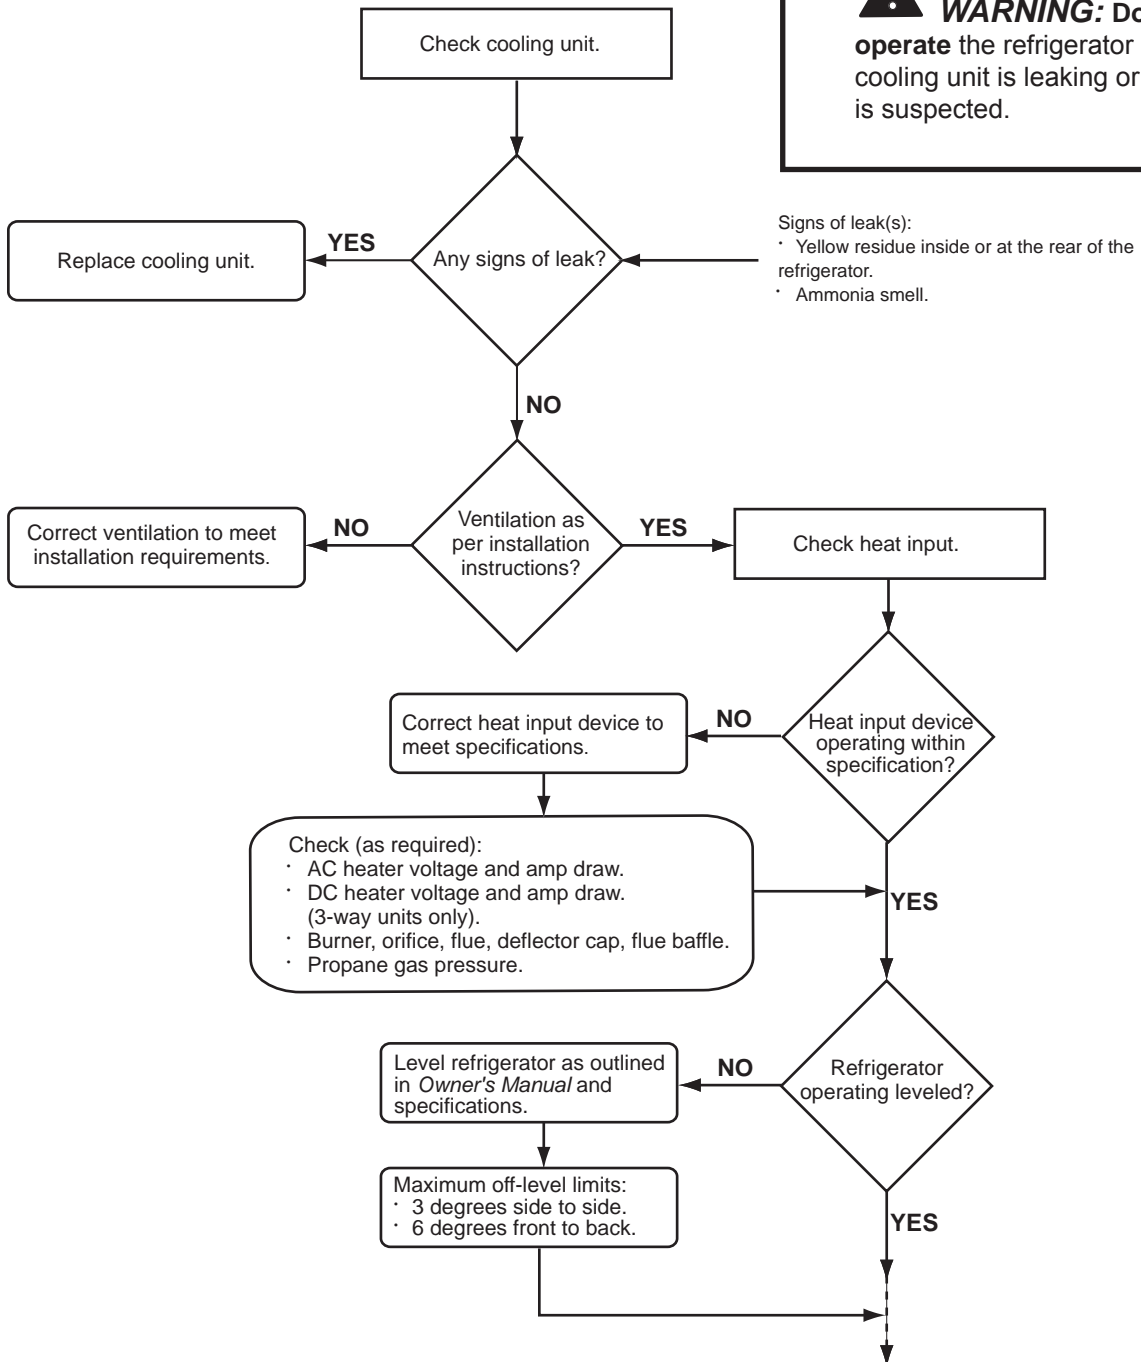 Check cooling unit.
WARNING: Do
operate the refrigerator
cooling unit is leaking or
is suspected.
Signs of leak(s):
· Yellow residue inside or at the rear of the
refrigerator.
· Ammonia smell.
Any signs of leak?
YES
Replace cooling unit.
NO
Ventilation as
per installation
instructions?
NO
Correct ventilation to meet
installation requirements.
YES
Check heat input.
Heat input device
operating within
specification?
NO
Correct heat input device to
meet specifications.
Check (as required):
· AC heater voltage and amp draw.
· DC heater voltage and amp draw.
(3-way units only).
· Burner, orifice, flue, deflector cap, flue baffle.
· Propane gas pressure.
YES
Refrigerator
operating leveled?
NO
Level refrigerator as outlined
in Owner's Manual and
specifications.
Maximum off-level limits:
· 3 degrees side to side.
· 6 degrees front to back.
YES